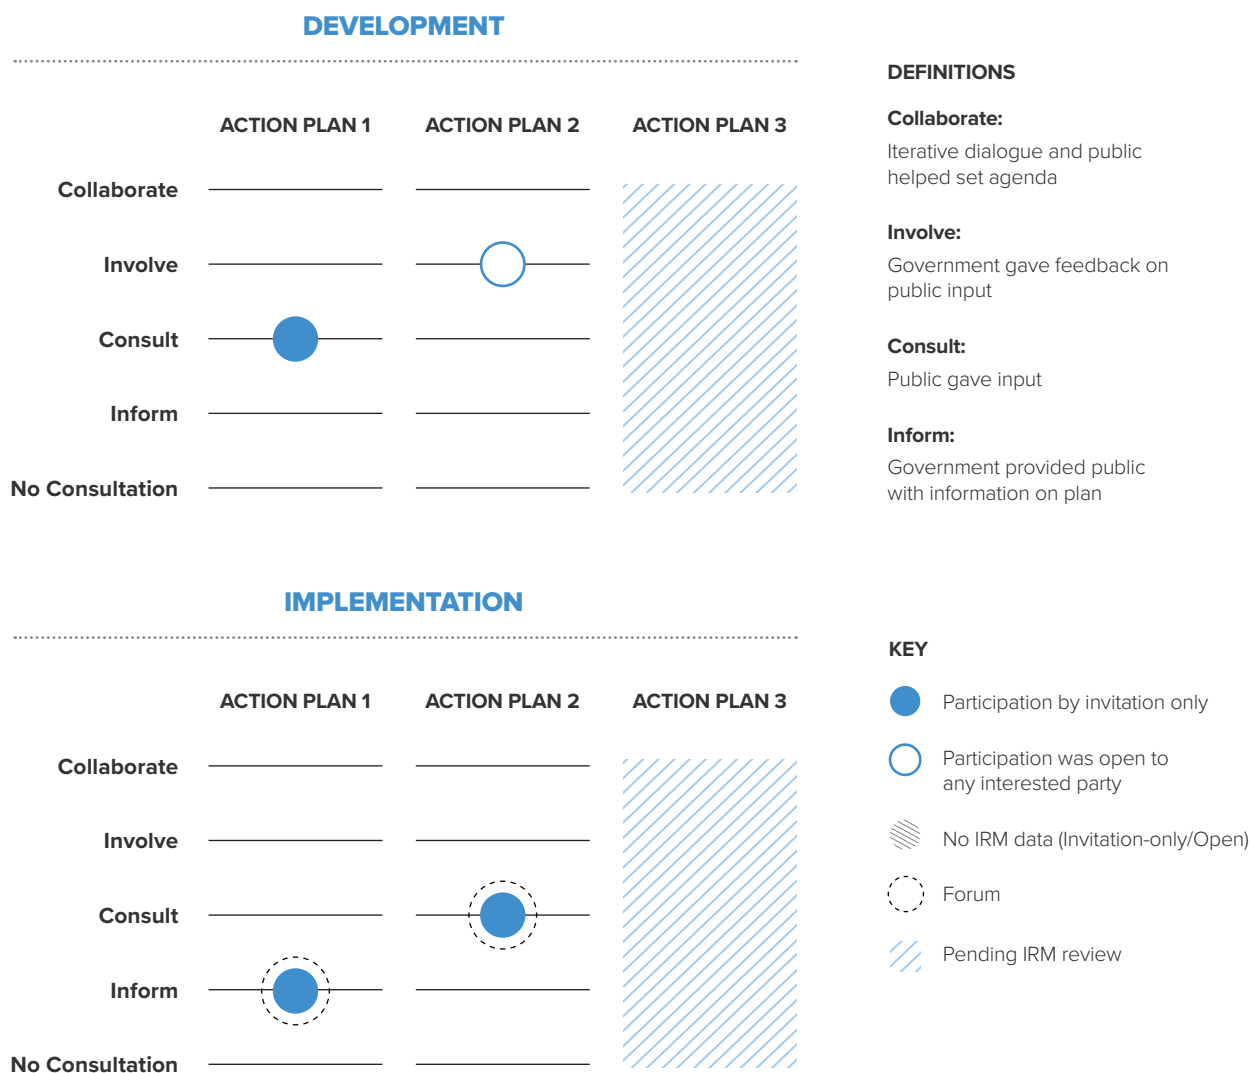 DEVELOPMENT
ACTION PLAN 1
ACTION PLAN 2
ACTION PLAN 3
Collaborate
Involve
Consult
Inform
No Consultation
DEFINITIONS
Collaborate:
Iterative dialogue and public
helped set agenda
Involve:
Government gave feedback on
public input
Consult:
Public gave input
Inform:
Government provided public
with information on plan
IMPLEMENTATION
ACTION PLAN 1
ACTION PLAN 2
ACTION PLAN 3
Collaborate
Involve
Consult
Inform
No Consultation
KEY
Participation by invitation only
Participation was open to
any interested party
No IRM data (Invitation-only/Open)
Forum
Pending IRM review